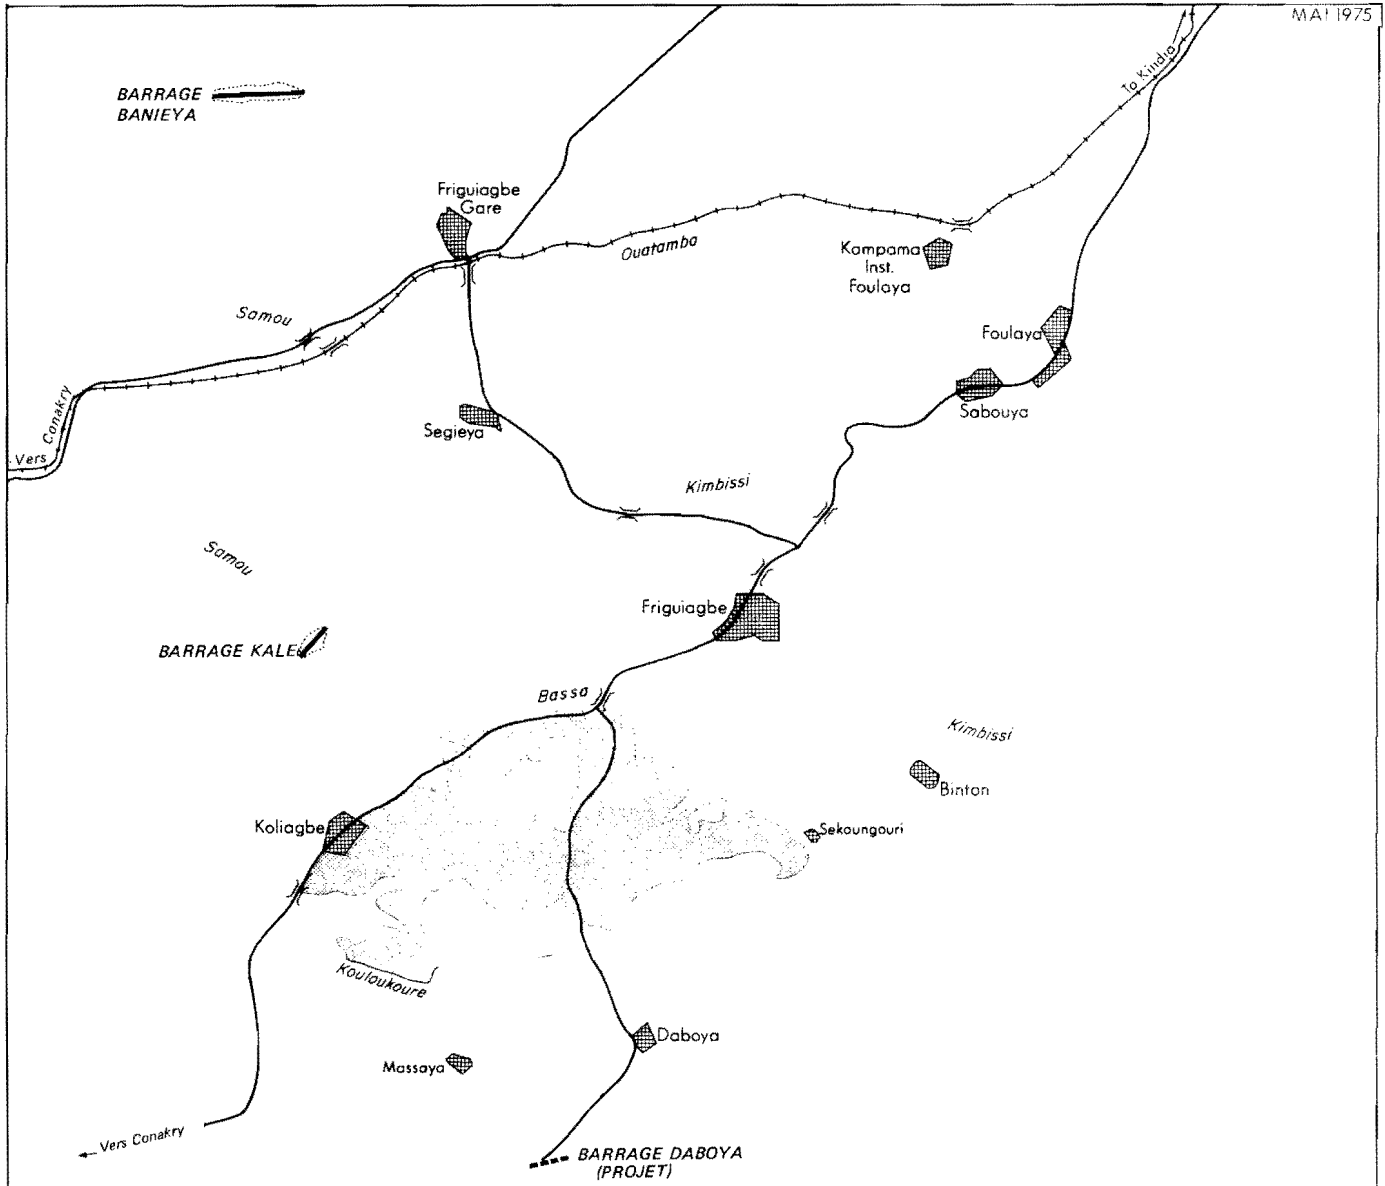 MAI 1975
To Kindia
BARRAGE
BANIEYA
Friguiagbe
Gare
Ouatamba
Kampama
Inst.
Foulaya
Samou
Foulaya
Conakry
Sabouya
Segieya
Vers
Kimbissi
Samou
Friguiagbe
BARRAGE KALE
Bassa
Kimbissi
Binton
Koliagbe
Sekoungouri
Kouloukoure
Daboya
Massaya
Vers Conakry
BARRAGE DABOYA
(PROJET)